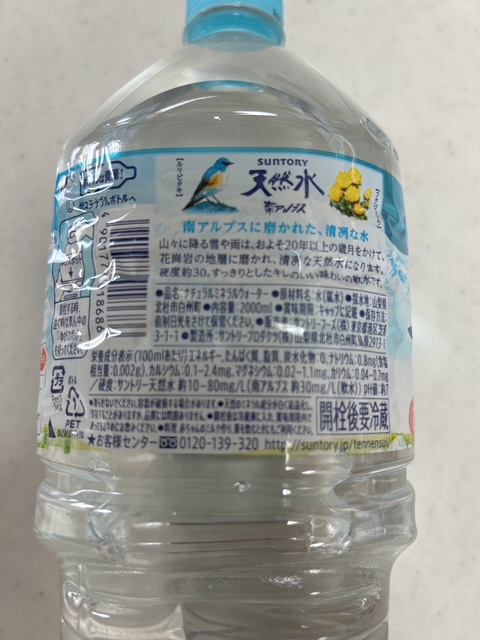 SUNTORY
天然水
南アルプス
【ルリビタキ】
南アルプスに磨かれた、清冽な水
山々に降る雪や雨は、およそ20年以上の歳月をかけて、
花崗岩の地層に磨かれ、清冽な天然水になります。
硬度約30。すっきりとしたキレのしいい味わいの軟水です。
●品名:ナチュラルミネラルウォーター ●原材料名:水(鉱水) ●採水地:山梨県
北杜市白州町 ●内容量:2000ml ●賞味期限:キャップに記載 ●保存方法:
直射日光をさけて保管ください。 サントリーフーズ(株)東京都港区芝浦
3-1-1 ●製造所:サントリープロダクツ(株)山梨県北杜市白州町鳥原2913-1
栄養成分表示(100mlあたり)エネルギー、たんぱく質、脂質、炭水化物:0、ナトリウム:0.8mg(食塩
相当量:0.002g)、カルシウム:0.1~2.4mg、マグネシウム:0.02~1.1mg、カリウム:0.04~0.7mg
/硬度:サントリー天然水 約10~80mg/L(南アルプス 約30mg/L(軟水)) pH値:約7
開栓後要冷蔵
★お客様センター 0120-139-320 http://suntory.jp/tennensui/
サステナブルボトルへ
PET
4 901777 18686